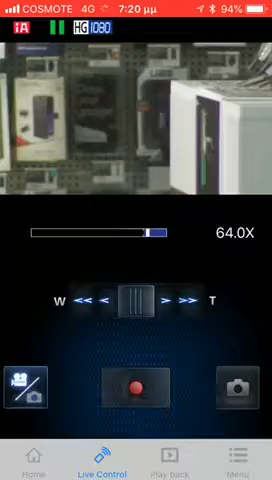 COSMOTE 4G 7:20 μμ 94%
iA HG 1080
64.0X
W T
Home Live Control Play back Menu